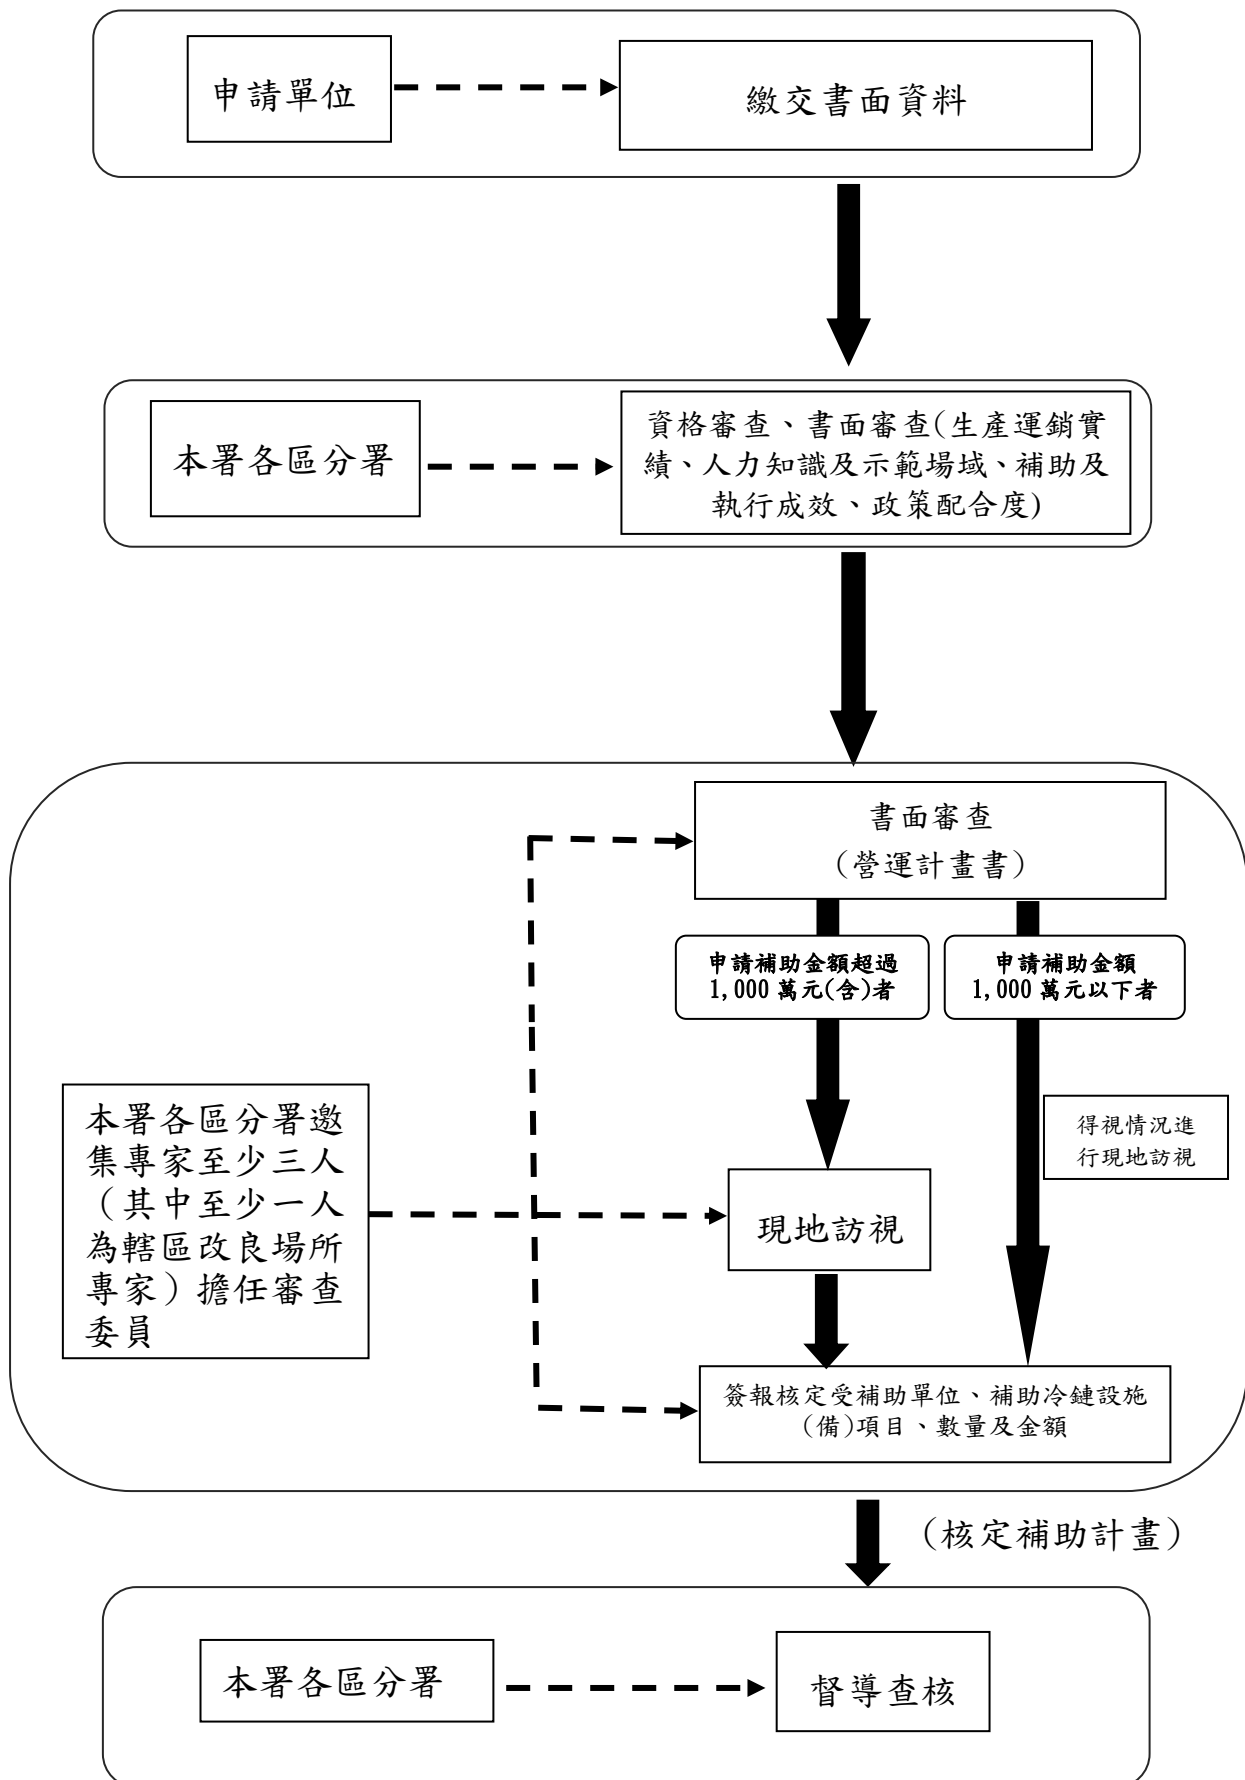 申請單位
繳交書面資料
本署各區分署
資格審查、書面審查(生產運銷實
績、人力知識及示範場域、補助及
執行成效、政策配合度)
書面審查
（營運計畫書）
申請補助金額超過
1,000 萬元(含)者
申請補助金額
1,000 萬元以下者
本署各區分署邀
集專家至少三人
（其中至少一人
為轄區改良場所
專家）擔任審查
委員
得視情況進
行現地訪視
現地訪視
簽報核定受補助單位、補助冷鏈設施
(備)項目、數量及金額
（核定補助計畫）
本署各區分署
督導查核